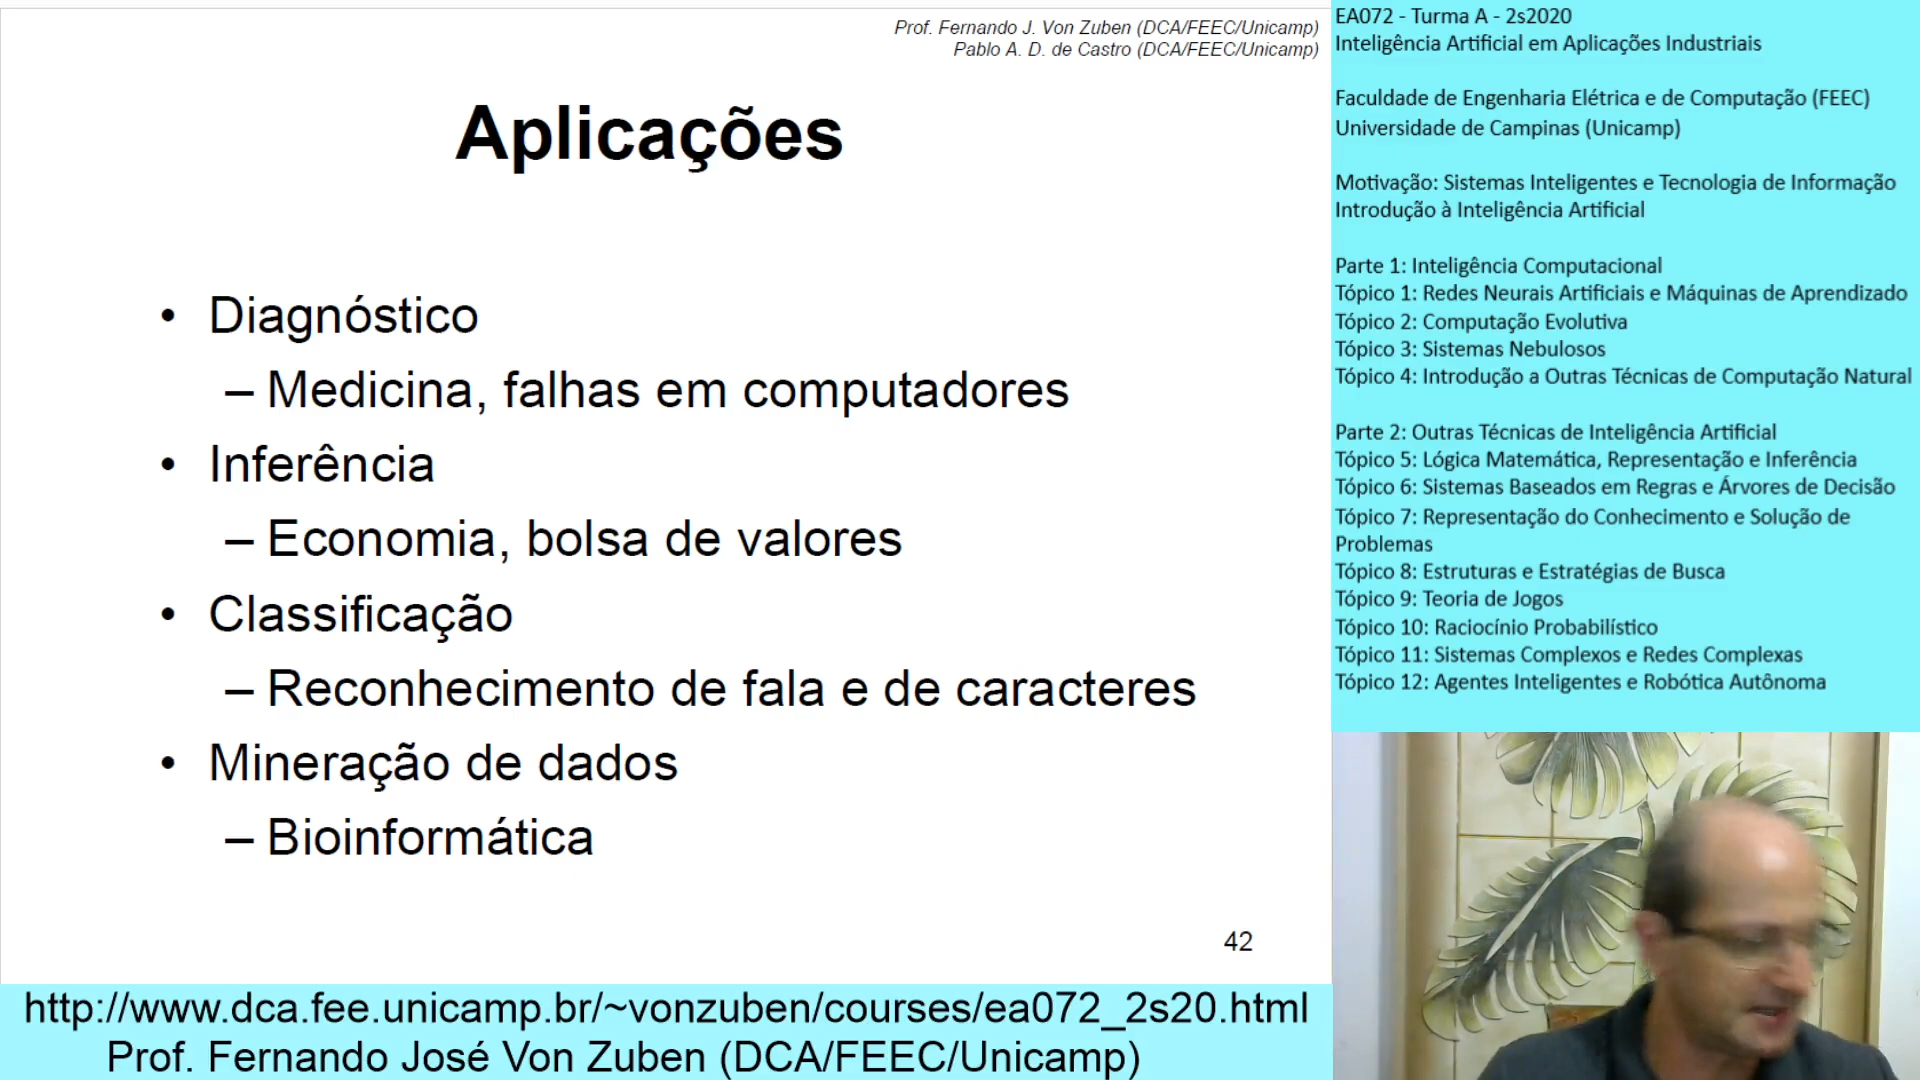 Prof. Fernando J. Von Zuben (DCA/FEEC/Unicamp)
Pablo A. D. de Castro (DCA/FEEC/Unicamp)
Aplicações
• Diagnóstico
– Medicina, falhas em computadores
• Inferência
– Economia, bolsa de valores
• Classificação
– Reconhecimento de fala e de caracteres
• Mineração de dados
– Bioinformática
42
http://www.dca.fee.unicamp.br/~vonzuben/courses/ea072_2s20.html
Prof. Fernando José Von Zuben (DCA/FEEC/Unicamp)
EA072 - Turma A - 2s2020
Inteligência Artificial em Aplicações Industriais
Faculdade de Engenharia Elétrica e de Computação (FEEC)
Universidade de Campinas (Unicamp)
Motivação: Sistemas Inteligentes e Tecnologia de Informação
Introdução à Inteligência Artificial
Parte 1: Inteligência Computacional
Tópico 1: Redes Neurais Artificiais e Máquinas de Aprendizado
Tópico 2: Computação Evolutiva
Tópico 3: Sistemas Nebulosos
Tópico 4: Introdução a Outras Técnicas de Computação Natural
Parte 2: Outras Técnicas de Inteligência Artificial
Tópico 5: Lógica Matemática, Representação e Inferência
Tópico 6: Sistemas Baseados em Regras e Árvores de Decisão
Tópico 7: Representação do Conhecimento e Solução de
Problemas
Tópico 8: Estruturas e Estratégias de Busca
Tópico 9: Teoria de Jogos
Tópico 10: Raciocínio Probabilístico
Tópico 11: Sistemas Complexos e Redes Complexas
Tópico 12: Agentes Inteligentes e Robótica Autônoma